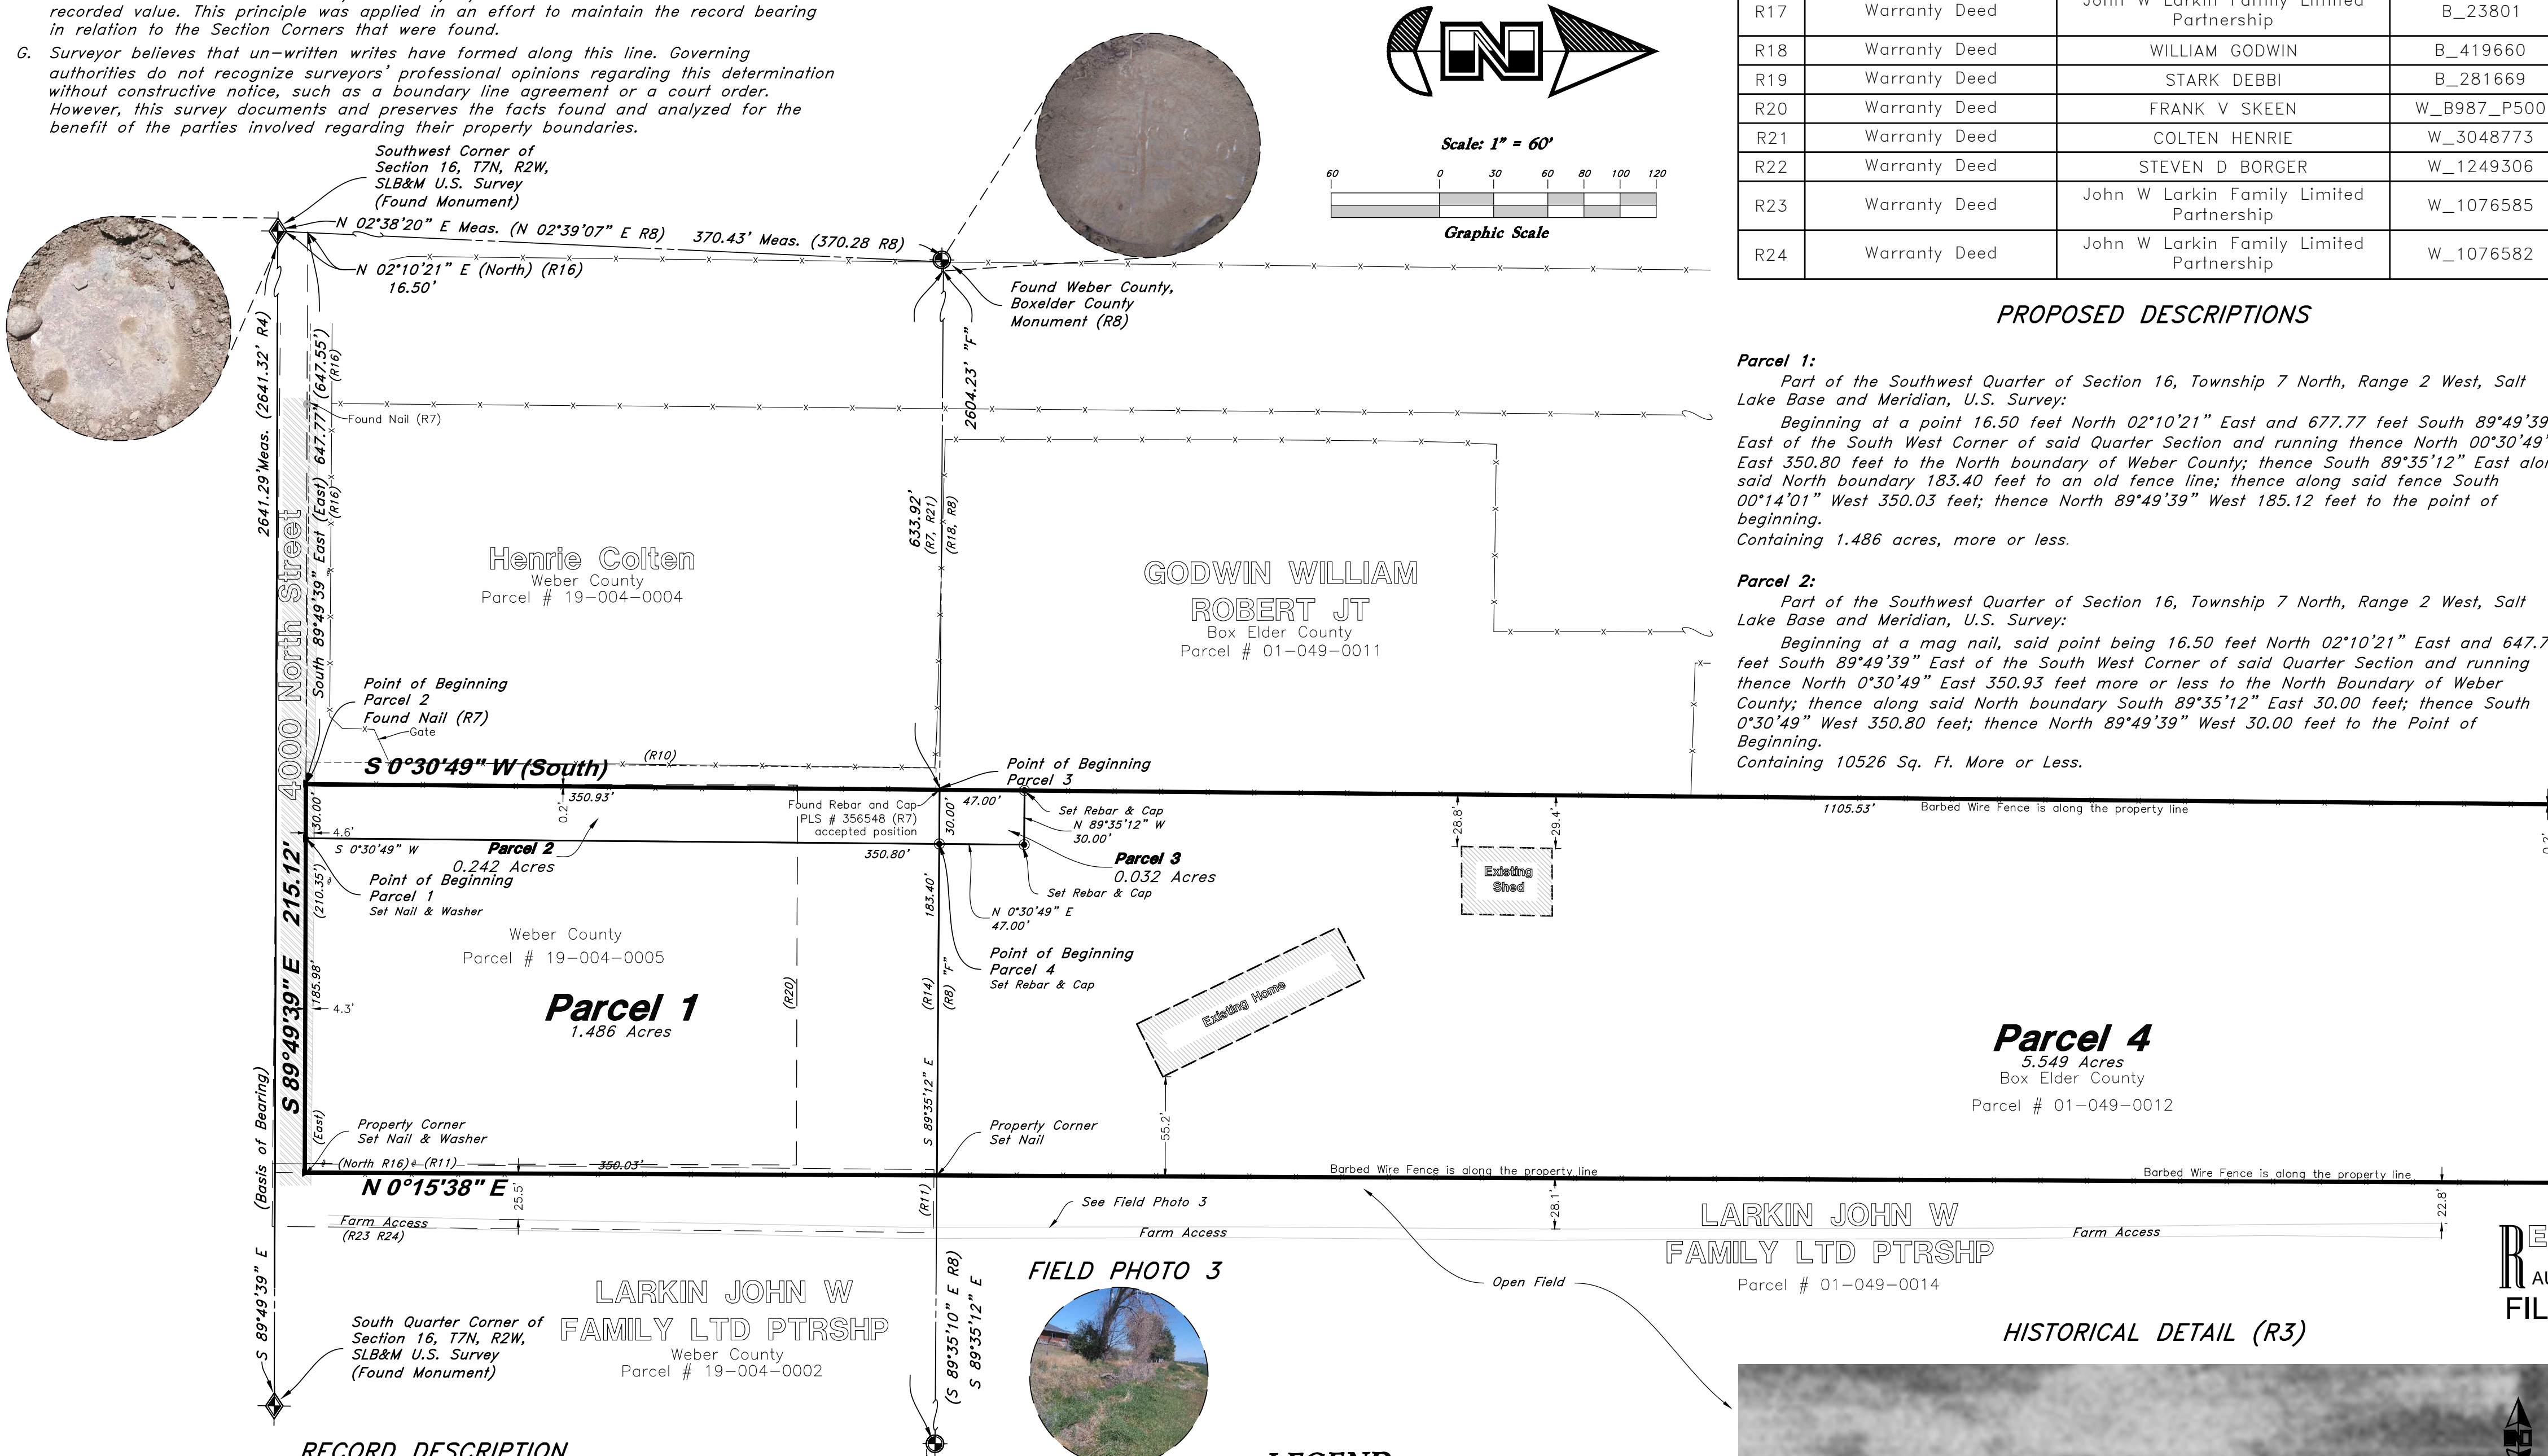 recorded value. This principle was applied in an effort to maintain the record bearing
in relation to the Section Corners that were found.
G. Surveyor believes that un-written writes have formed along this line. Governing
authorities do not recognize surveyors' professional opinions regarding this determination
without constructive notice, such as a boundary line agreement or a court order.
However, this survey documents and preserves the facts found and analyzed for the
benefit of the parties involved regarding their property boundaries.
Southwest Corner of
Section 16, T7N, R2W,
SLB&M U.S. Survey
(Found Monument)
N 02°38'20" E Meas. (N 02°39'07" E R8) 370.43' Meas. (370.28 R8)
N 02°10'21" E (North) (R16)
16.50'
Found Weber County,
Boxelder County
Monument (R8)
N
Scale: 1" = 60'
60 0 30 60 80 100 120
Graphic Scale
R17 Warranty Deed John W Larkin Family Limited
Partnership B_23801
R18 Warranty Deed WILLIAM GODWIN B_419660
R19 Warranty Deed STARK DEBBI B_281669
R20 Warranty Deed FRANK V SKEEN W_B987_P500
R21 Warranty Deed COLTEN HENRIE W_3048773
R22 Warranty Deed STEVEN D BORGER W_1249306
R23 Warranty Deed John W Larkin Family Limited
Partnership W_1076585
R24 Warranty Deed John W Larkin Family Limited
Partnership W_1076582
PROPOSED DESCRIPTIONS
Parcel 1:
Part of the Southwest Quarter of Section 16, Township 7 North, Range 2 West, Salt
Lake Base and Meridian, U.S. Survey:
Beginning at a point 16.50 feet North 02°10'21" East and 677.77 feet South 89°49'39
East of the South West Corner of said Quarter Section and running thence North 00°30'49"
East 350.80 feet to the North boundary of Weber County; thence South 89°35'12" East
said North boundary 183.40 feet to an old fence line; thence along said fence South
00°14'01" West 350.03 feet; thence North 89°49'39" West 185.12 feet to the point of
beginning.
Containing 1.486 acres, more or less.
Parcel 2:
Part of the Southwest Quarter of Section 16, Township 7 North, Range 2 West, Salt
Lake Base and Meridian, U.S. Survey:
Beginning at a mag nail, said point being 16.50 feet North 02°10'21" East and 647.7
feet South 89°49'39" East of the South West Corner of said Quarter Section and running
thence North 0°30'49" East 350.93 feet more or less to the North Boundary of Weber
County; thence along said North boundary South 89°35'12" East 30.00 feet; thence South
0°30'49" West 350.80 feet; thence North 89°49'39" West 30.00 feet to the Point of
Beginning.
Containing 10526 Sq. Ft. More or Less.
2641.29' Meas. (2641.32' R4)
South 89°49'39" East (East) 647.77' (647.55')
(R16)
(R16)
Found Nail (R7)
4000 North Street
2604.23' "F"
633.92'
(R7, R21)
(R18, R8)
Henrie Colten
Weber County
Parcel # 19-004-0004
GODWIN WILLIAM
ROBERT JT
Box Elder County
Parcel # 01-049-0011
Point of Beginning
Parcel 2
Found Nail (R7)
Gate
S 0°30'49" W (South)
(R10)
350.93'
0.2'
Found Rebar and Cap
PLS # 356548 (R7)
accepted position
Point of Beginning
Parcel 3
47.00'
30.00'
Set Rebar & Cap
N 89°35'12" W
30.00'
Parcel 3
0.032 Acres
Set Rebar & Cap
N 0°30'49" E
47.00'
Point of Beginning
Parcel 4
Set Rebar & Cap
30.00'
4.6'
S 0°30'49" W
350.80'
Parcel 2
0.242 Acres
Point of Beginning
Parcel 1
Set Nail & Washer
(210.35')
S 89°49'39" E 215.12'
185.98'
4.3'
(East)
Weber County
Parcel # 19-004-0005
Parcel 1
1.486 Acres
(R20)
183.40'
(R14)
(R8) "F"
S 89°35'12" E
28.8'
29.4'
Existing
Shed
Existing Home
55.2'
1105.53'
Barbed Wire Fence is along the property line
0.2'
Parcel 4
5.549 Acres
Box Elder County
Parcel # 01-049-0012
Property Corner
Set Nail & Washer
(North R16) (R11)
350.03'
N 0°15'38" E
25.5'
Property Corner
Set Nail
Barbed Wire Fence is along the property line
Barbed Wire Fence is along the property line
(Basis of Bearing)
S 89°49'39" E
Farm Access
(R23 R24)
(R11)
See Field Photo 3
Farm Access
28.1'
Farm Access
22.8'
LARKIN JOHN W
FAMILY LTD PTRSHP
Parcel # 01-049-0014
Open Field
FIELD PHOTO 3
LARKIN JOHN W
FAMILY LTD PTRSHP
Weber County
Parcel # 19-004-0002
South Quarter Corner of
Section 16, T7N, R2W,
SLB&M U.S. Survey
(Found Monument)
(S 89°35'10" E R8)
S 89°35'12" E
HISTORICAL DETAIL (R3)
RECORD DESCRIPTION
LEGEND